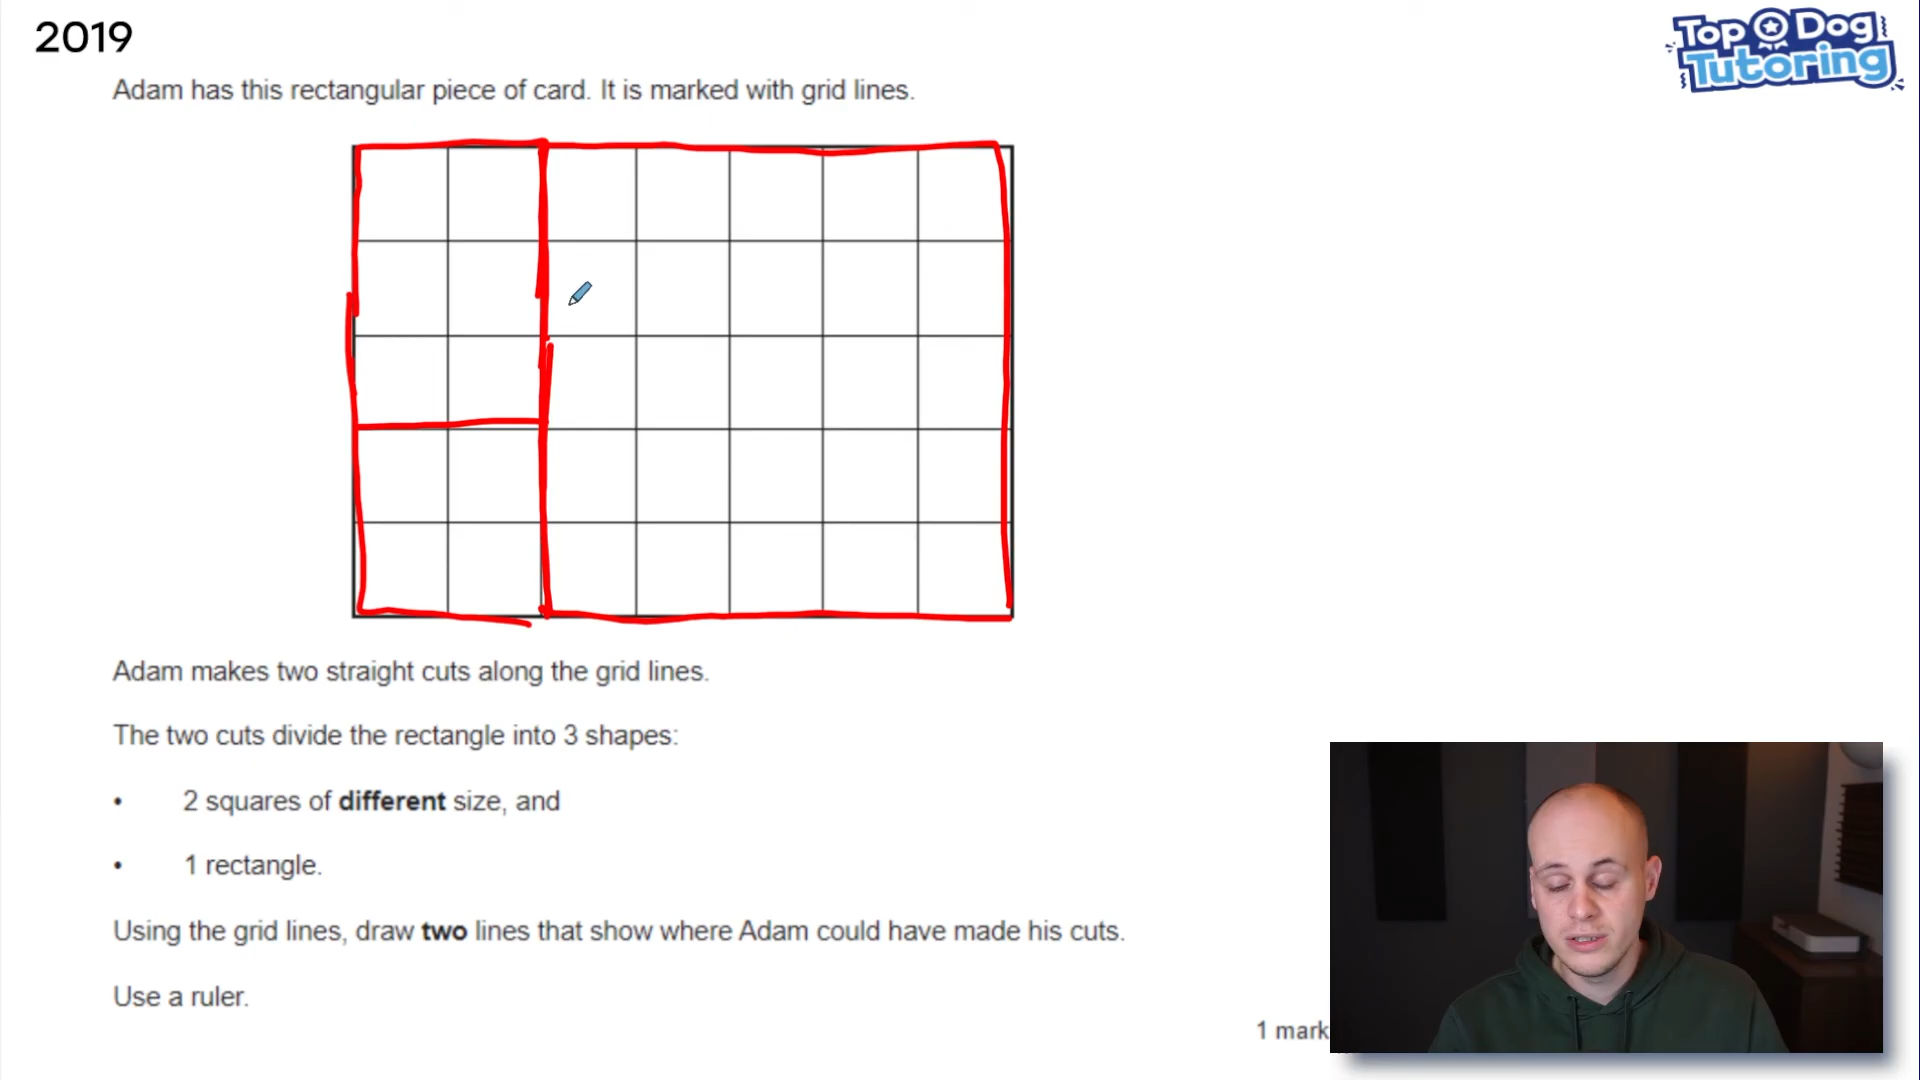 2019
Top Dog
Tutoring
Adam has this rectangular piece of card. It is marked with grid lines.
Adam makes two straight cuts along the grid lines.
The two cuts divide the rectangle into 3 shapes:
• 2 squares of different size, and
• 1 rectangle.
Using the grid lines, draw two lines that show where Adam could have made his cuts.
Use a ruler.
1 mark